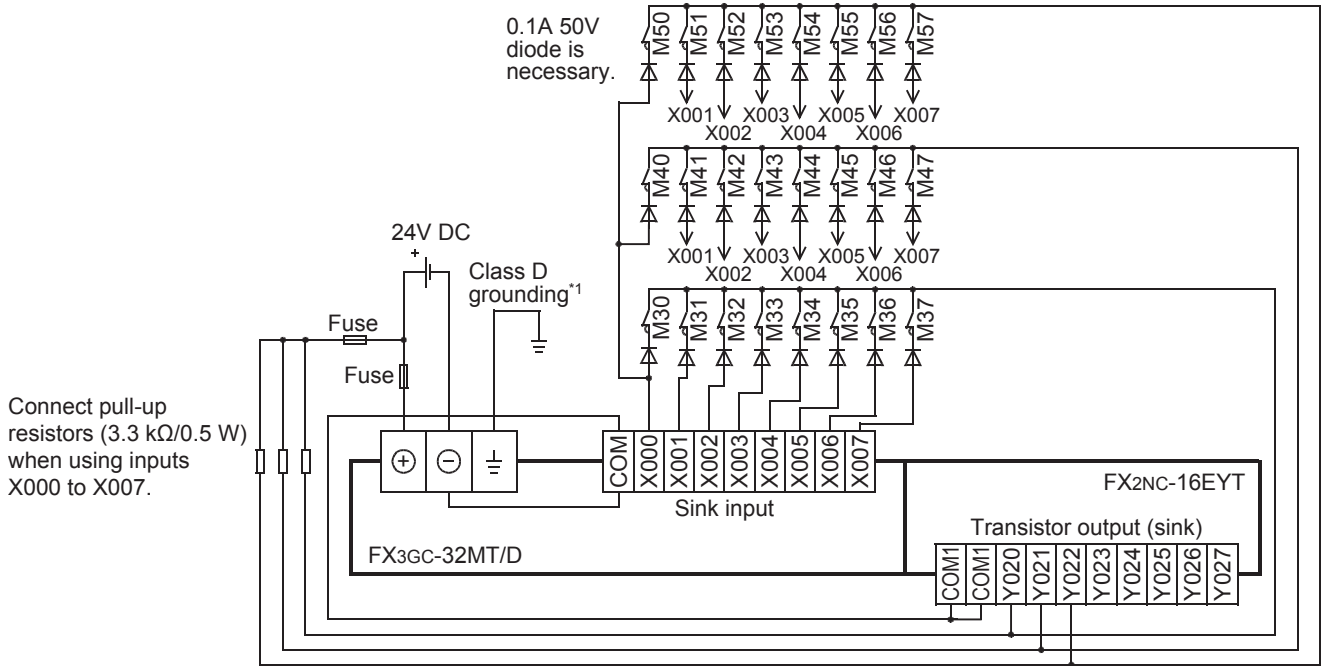 0.1A 50V
diode is
necessary.
M50 M51 M52 M53 M54 M55 M56 M57
X001 X003 X005 X007
X002 X004 X006
M40 M41 M42 M43 M44 M45 M46 M47
X001 X003 X005 X007
X002 X004 X006
24V DC
+
Class D
grounding*1
M30 M31 M32 M33 M34 M35 M36 M37
Fuse
Fuse
Connect pull-up
resistors (3.3 kΩ/0.5 W)
when using inputs
X000 to X007.
+ −
COM X000 X001 X002 X003 X004 X005 X006 X007
Sink input
FX2NC-16EYT
Transistor output (sink)
FX3GC-32MT/D
COM1 COM1 Y020 Y021 Y022 Y023 Y024 Y025 Y026 Y027